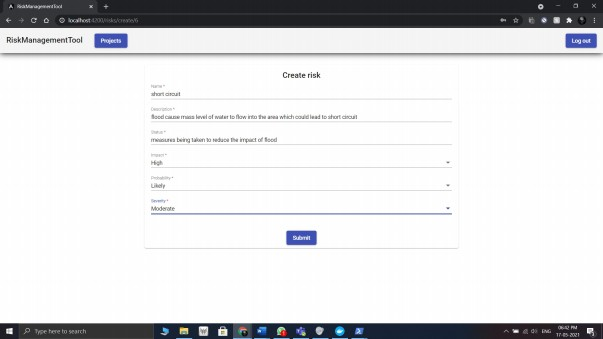 RiskManagementTool
localhost:4200/risks/create/6
RiskManagementTool
Projects
Log out
Create risk
Name *
short circuit
Description *
flood cause mass level of water to flow into the area which could lead to short circuit
Status *
measures being taken to reduce the impact of flood
Impact *
High
Probability *
Likely
Severity *
Moderate
Submit
Type here to search
ENG
06:42 PM
17-05-2021